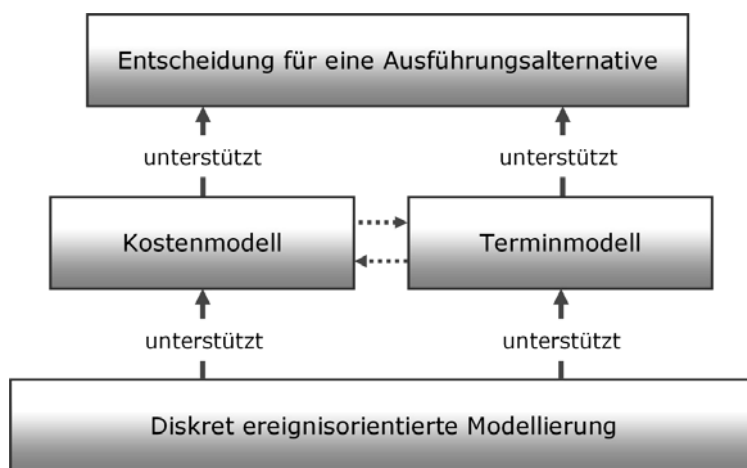 Entscheidung für eine Ausführungsalternative
unterstützt unterstützt
Kostenmodell Terminmodell
unterstützt unterstützt
Diskret ereignisorientierte Modellierung